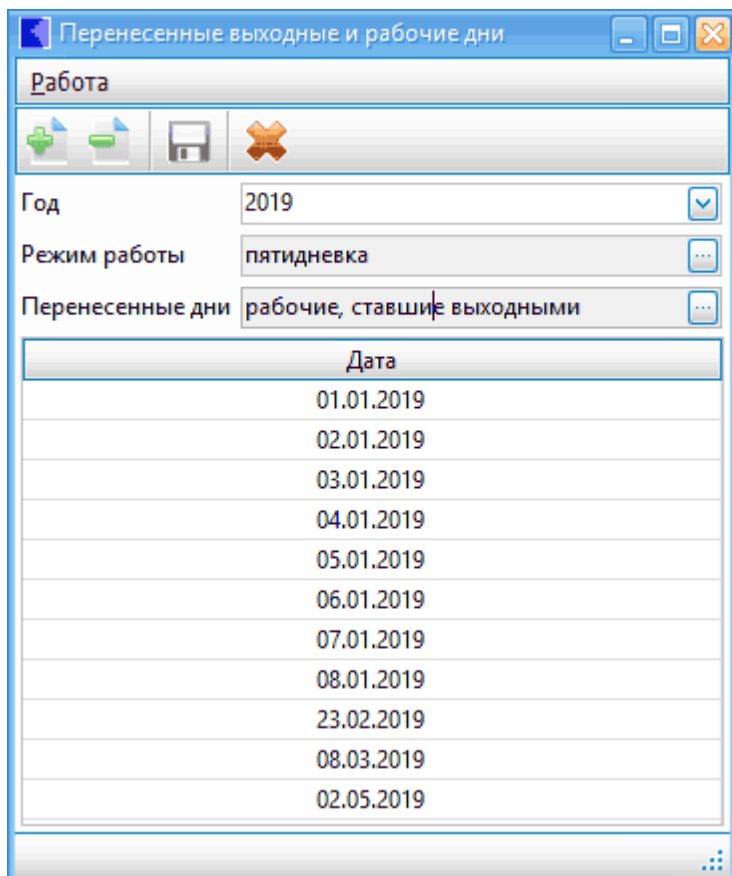 Перенесенные выходные и рабочие дни
Работа
Год 2019
Режим работы пятидневка
Перенесенные дни рабочие, ставшие выходными
Дата
01.01.2019
02.01.2019
03.01.2019
04.01.2019
05.01.2019
06.01.2019
07.01.2019
08.01.2019
23.02.2019
08.03.2019
02.05.2019